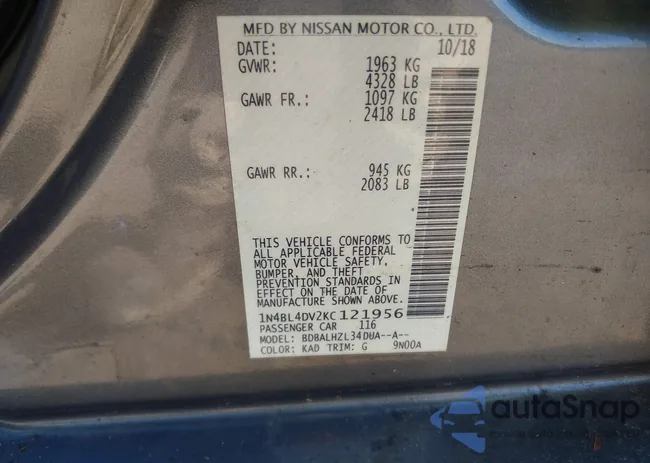 MFD BY NISSAN MOTOR CO., LTD.
DATE: 10/18
GVWR: 1963 KG
4328 LB
GAWR FR.: 1097 KG
2418 LB
GAWR RR.: 945 KG
2083 LB
THIS VEHICLE CONFORMS TO
ALL APPLICABLE FEDERAL
MOTOR VEHICLE SAFETY,
BUMPER, AND THEFT
PREVENTION STANDARDS IN
EFFECT ON THE DATE OF
MANUFACTURE SHOWN ABOVE.
1N4BL4DV2KC121956
PASSENGER CAR 116
MODEL: BDBALHZL34DUA--A--
COLOR: KAD TRIM: G 9N00A
autoSnap